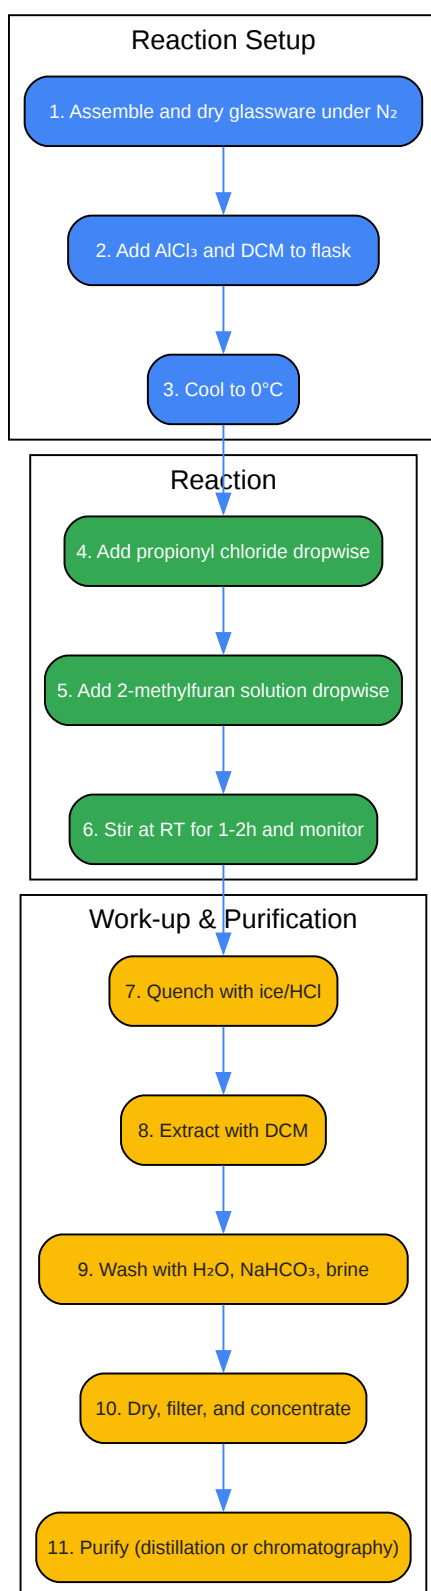 Reaction Setup
1. Assemble and dry glassware under N₂
2. Add AlCl₃ and DCM to flask
3. Cool to 0°C
Reaction
4. Add propionyl chloride dropwise
5. Add 2-methylfuran solution dropwise
6. Stir at RT for 1-2h and monitor
Work-up & Purification
7. Quench with ice/HCl
8. Extract with DCM
9. Wash with H₂O, NaHCO₃, brine
10. Dry, filter, and concentrate
11. Purify (distillation or chromatography)